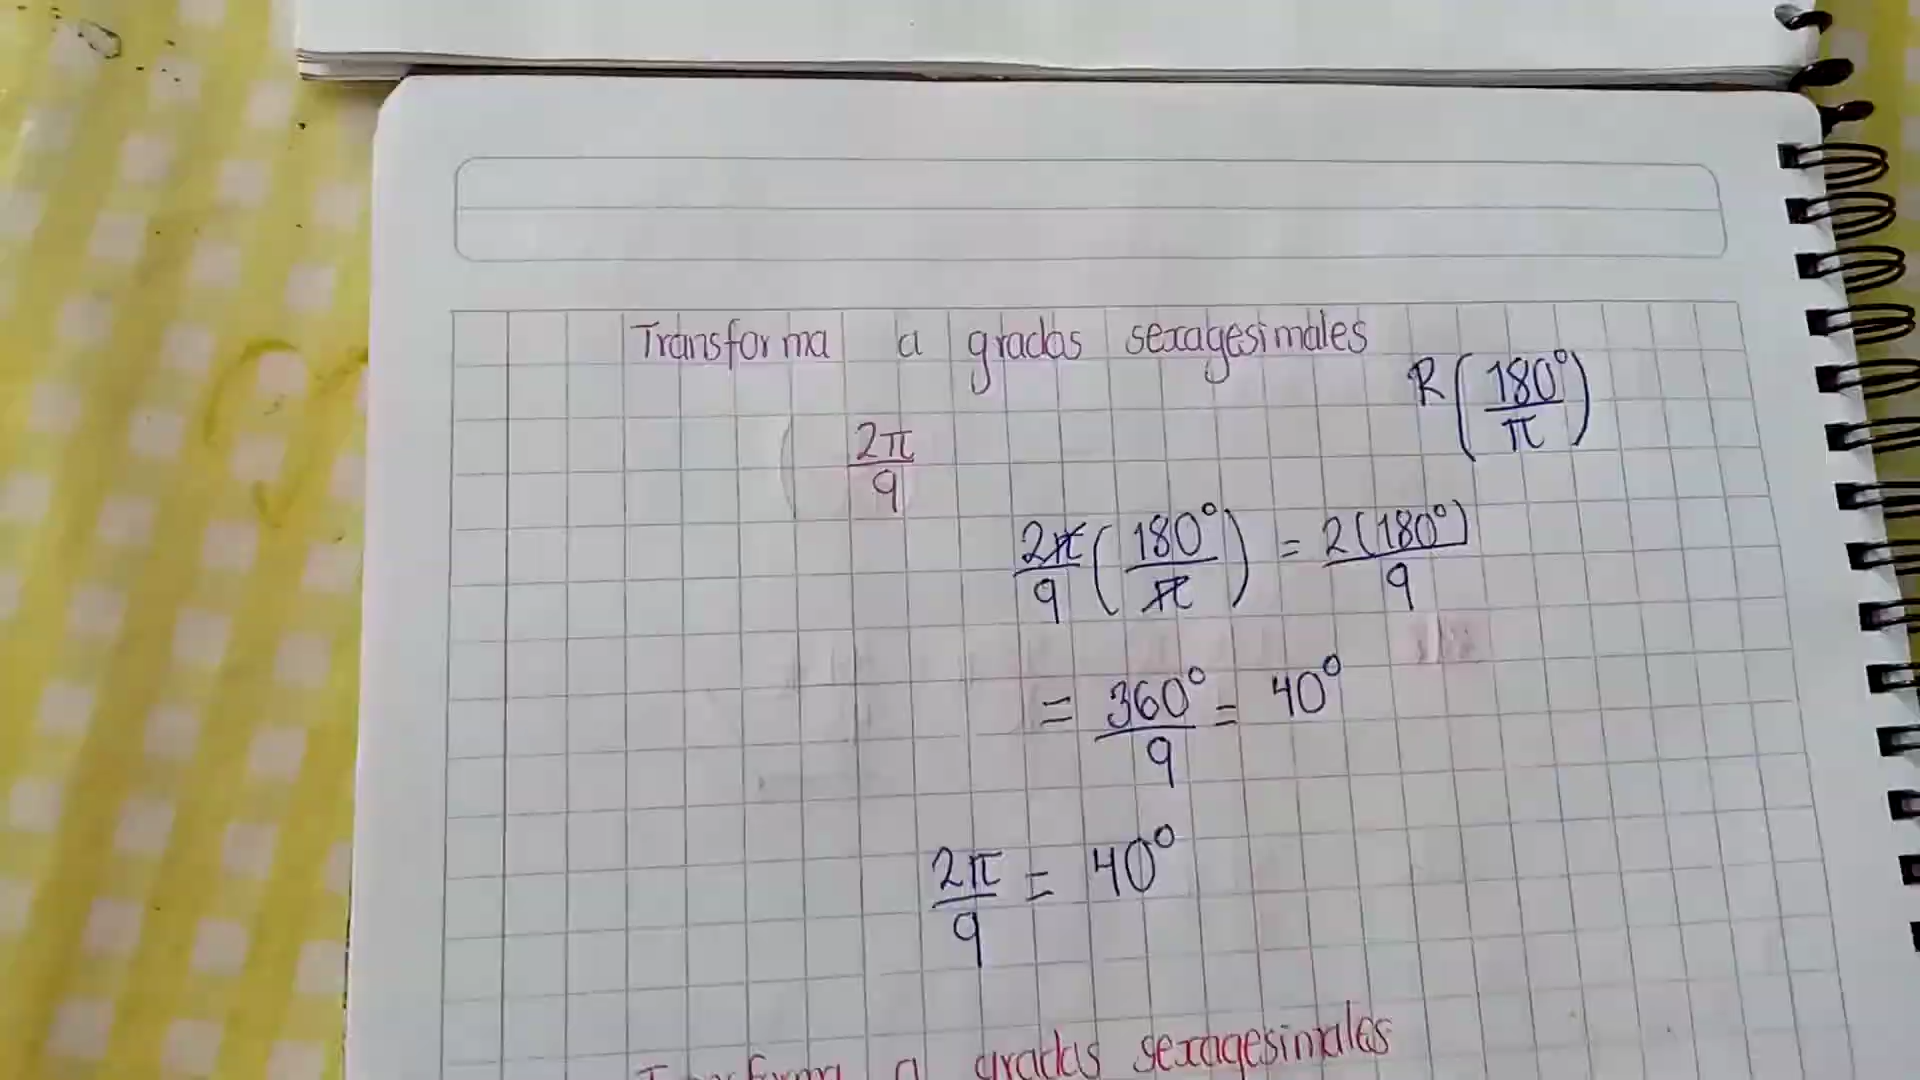 Transforma a grados sexagesimales
R(180°/π)
2π/9
2π/9 (180°/π) = 2(180°)/9
= 360°/9 = 40°
2π/9 = 40°
Transforma a grados sexagesimales